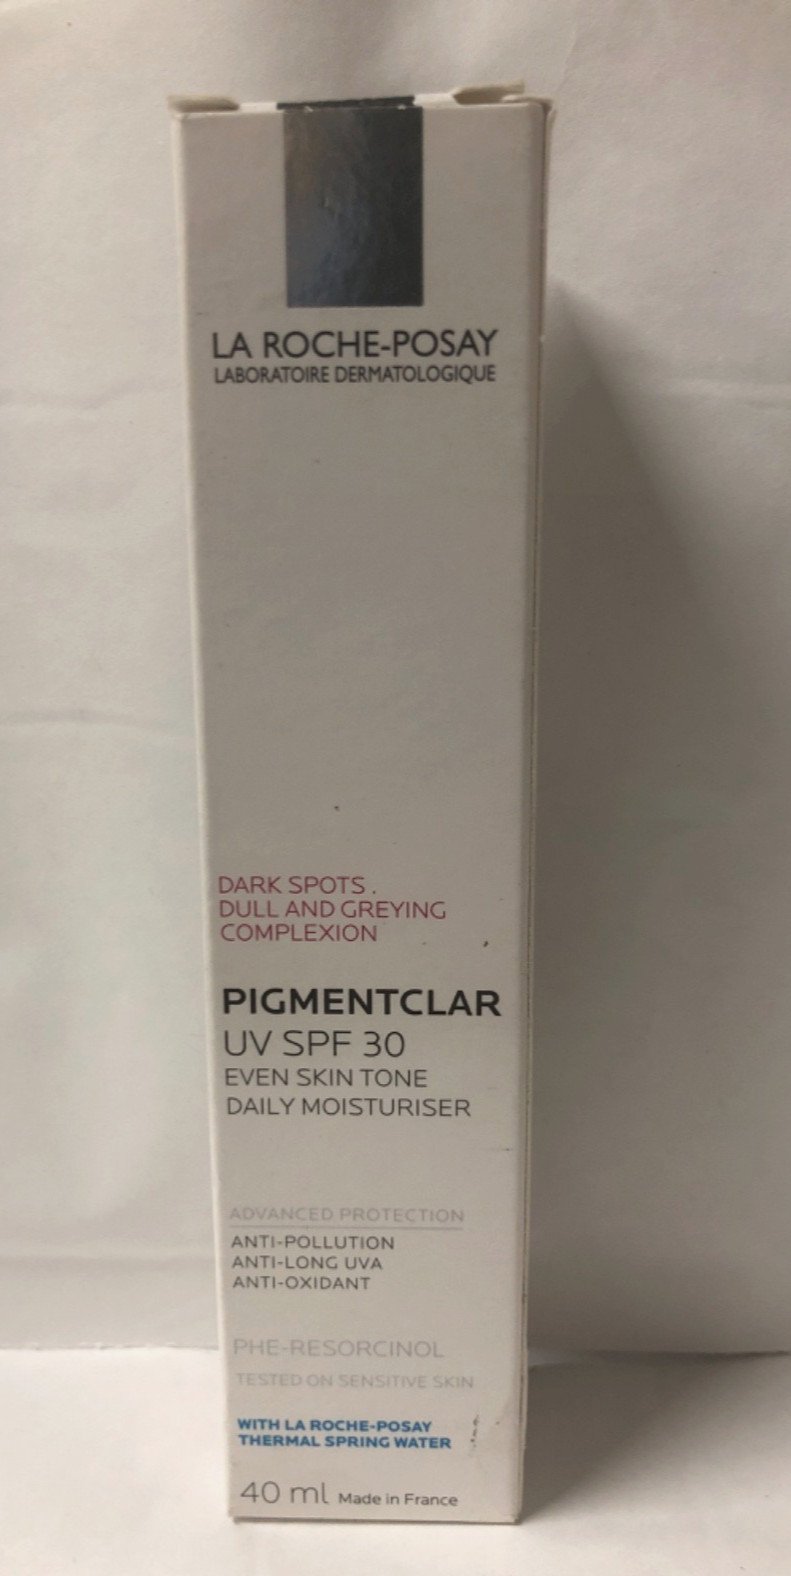 LA ROCHE-POSAY
LABORATOIRE DERMATOLOGIQUE
DARK SPOTS.
DULL AND GREYING
COMPLEXION
PIGMENTCLAR
UV SPF 30
EVEN SKIN TONE
DAILY MOISTURISER
ADVANCED PROTECTION
ANTI-POLLUTION
ANTI-LONG UVA
ANTI-OXIDANT
PHE-RESORCINOL
TESTED ON SENSITIVE SKIN
WITH LA ROCHE-POSAY
THERMAL SPRING WATER
40 ml Made in France